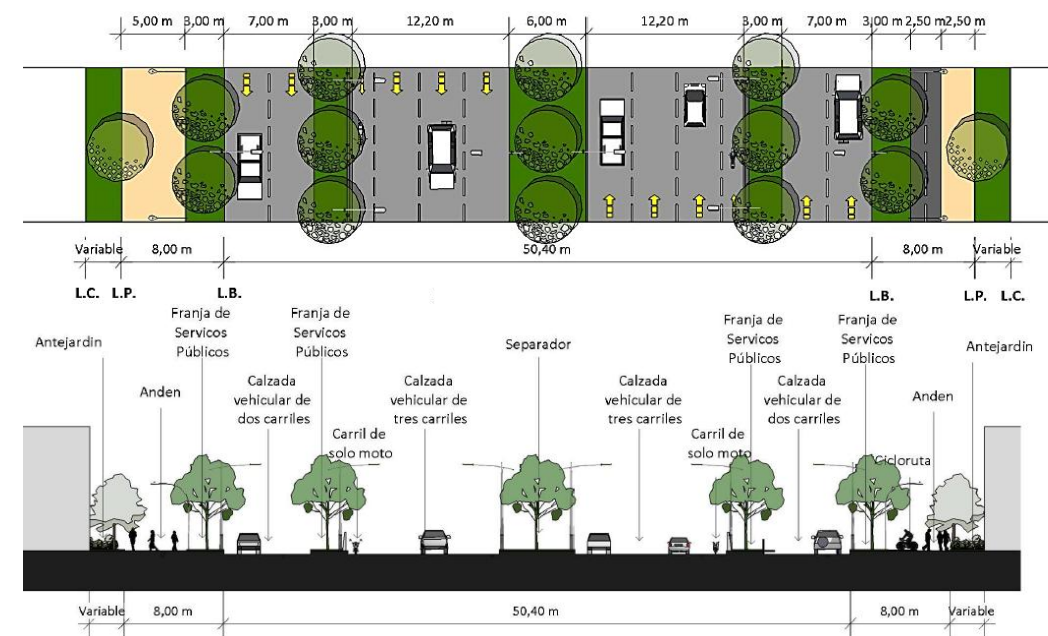 5,00 m 3,00 m 7,00 m 3,00 m 12,20 m 6,00 m 12,20 m 3,00 m 7,00 m 3,00 m 2,50 m 2,50 m
Variable 8,00 m 50,40 m 8,00 m Variable
L.C. L.P. L.B. L.B. L.P. L.C.
Antejardin
Anden
Franja de
Servicos
Públicos
Calzada
vehicular de
dos carriles
Franja de
Servicos
Públicos
Carril de
solo moto
Calzada
vehicular de
tres carriles
Separador
Calzada
vehicular de
tres carriles
Carril de
solo moto
Franja de
Servicos
Públicos
Calzada
vehicular de
dos carriles
Franja de
Servicos
Públicos
Cicloruta
Anden
Antejardin
Variable 8,00 m 50,40 m 8,00 m Variable